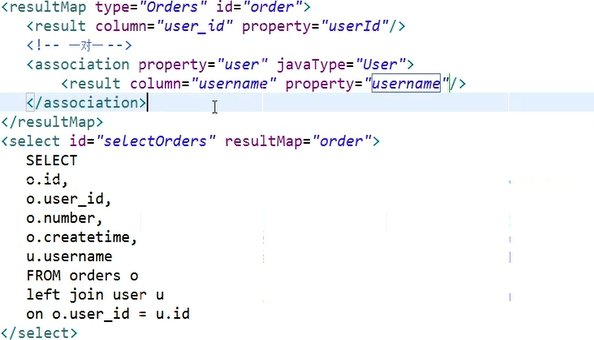 <resultMap type="Orders" id="order">
<result column="user_id" property="userId"/>
<!-- 一对一 -->
<association property="user" javaType="User">
<result column="username" property="username"/>
</association>
</resultMap>
<select id="selectOrders" resultMap="order">
SELECT
o.id,
o.user_id,
o.number,
o.createtime,
u.username
FROM orders o
left join user u
on o.user_id = u.id
</select>